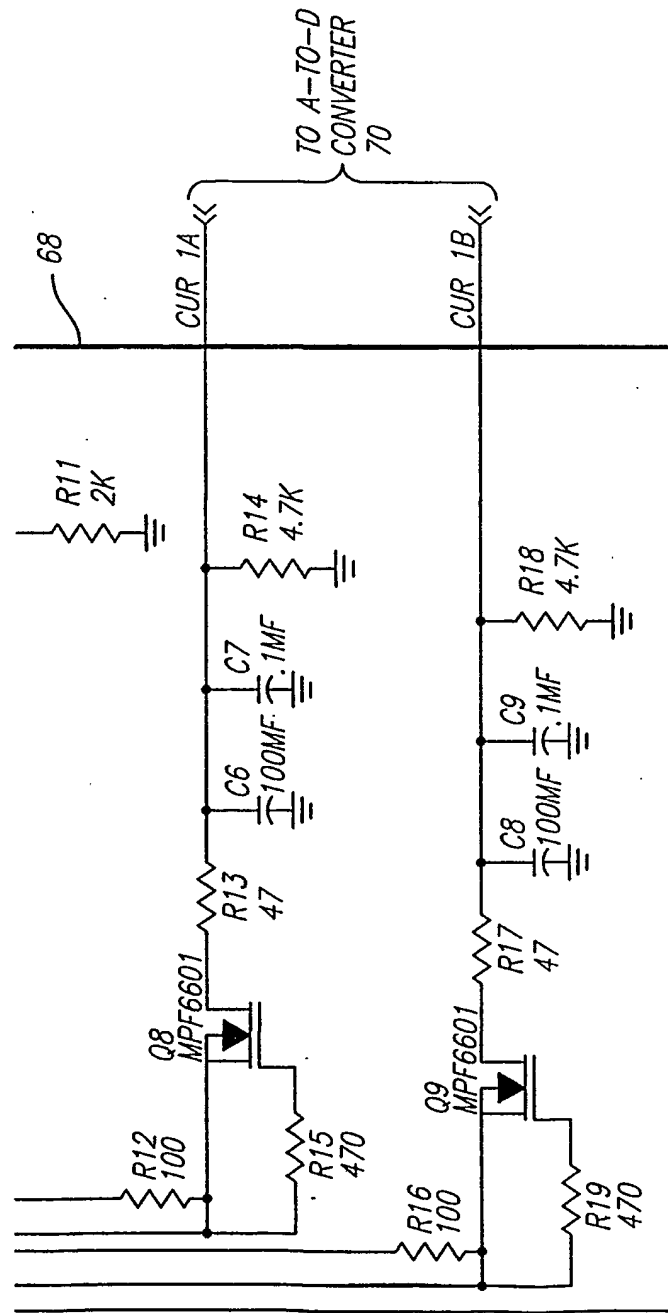 68
R11
2K
CUR 1A
TO A-TO-D
CONVERTER
70
R14
4.7K
C7
.1MF
C6
100MF
R13
47
Q8
MPF6601
R12
100
R15
470
CUR 1B
R18
4.7K
C9
.1MF
C8
100MF
R17
47
Q9
MPF6601
R16
100
R19
470